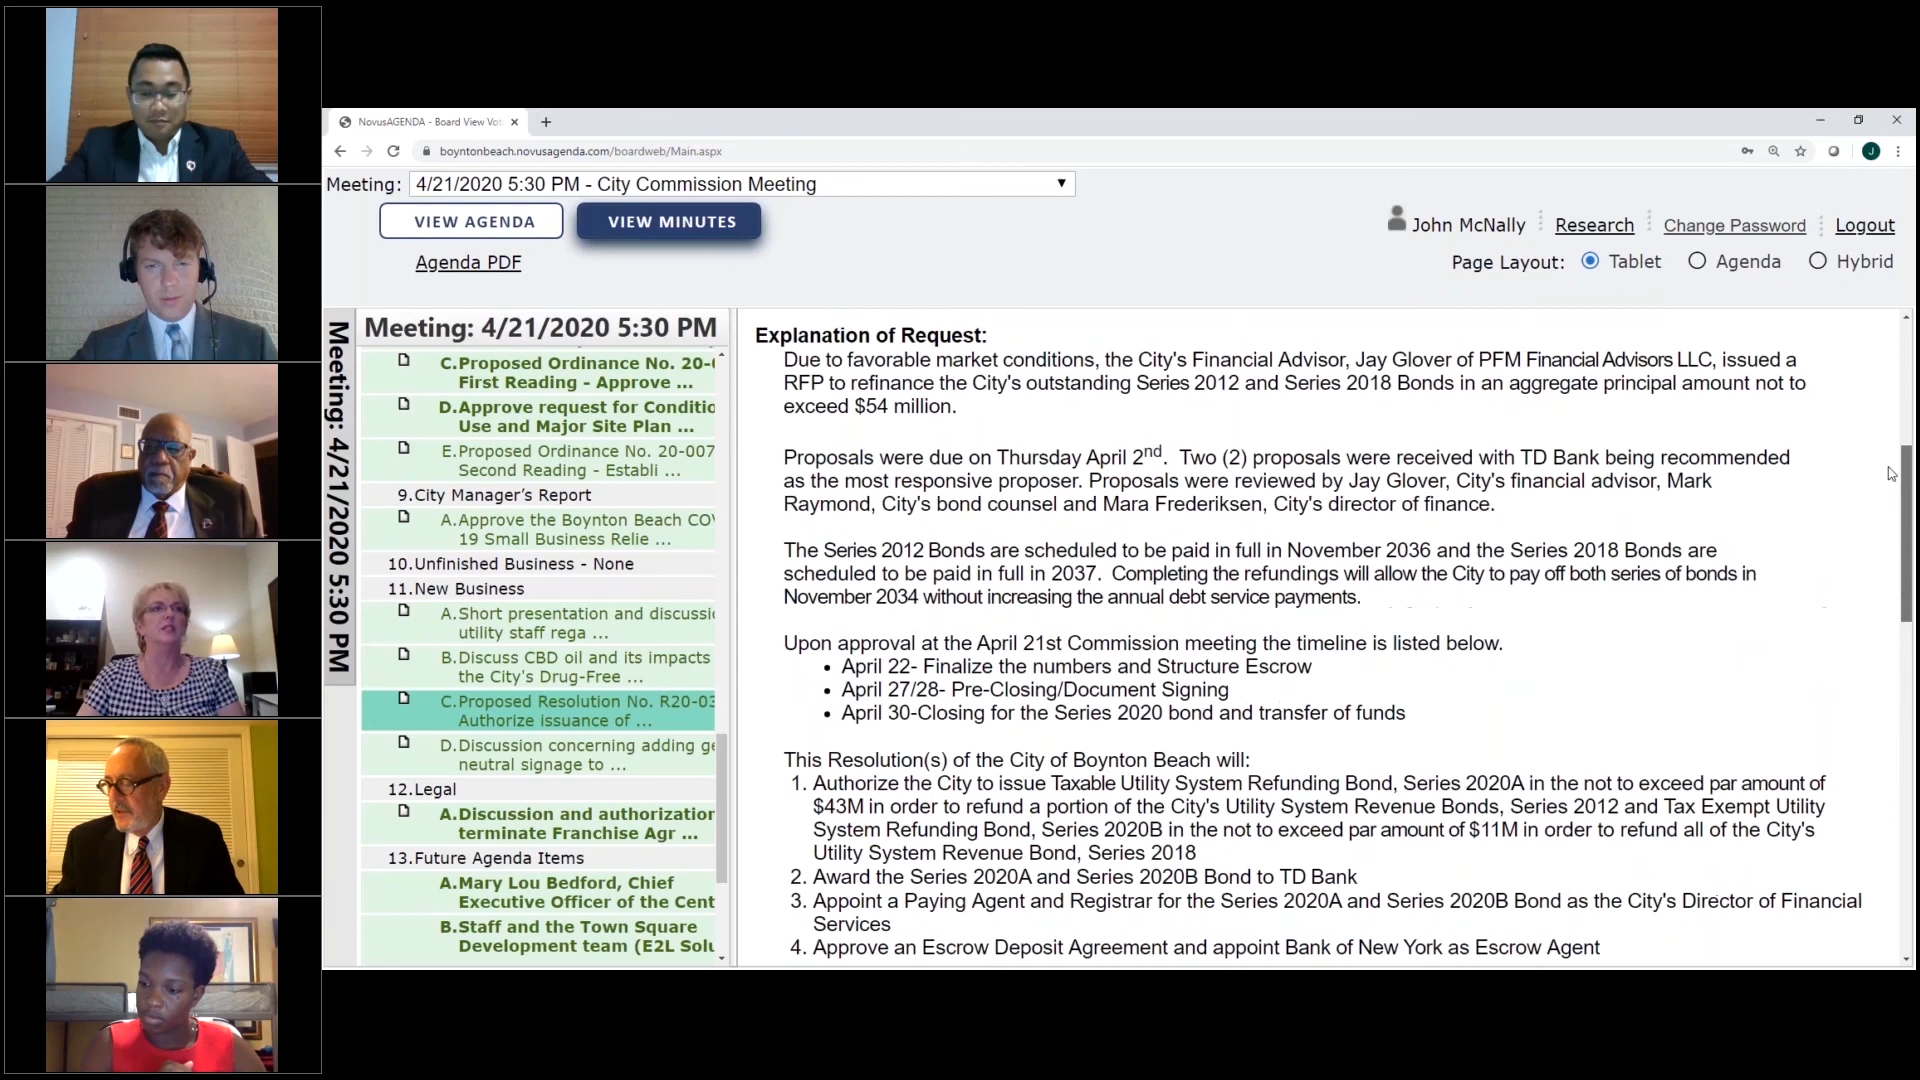 NovusAGENDA - Board View Vot
boyntonbeach.novusagenda.com/boardweb/Main.aspx
J
Meeting: 4/21/2020 5:30 PM - City Commission Meeting
VIEW AGENDA VIEW MINUTES
Agenda PDF
John McNally Research Change Password Logout
Page Layout: Tablet Agenda Hybrid
Meeting: 4/21/2020 5:30 PM
Meeting: 4/21/2020 5:30 PM
C.Proposed Ordinance No. 20-0
First Reading - Approve ...
D.Approve request for Conditio
Use and Major Site Plan ...
E.Proposed Ordinance No. 20-007
Second Reading - Establi ...
9.City Manager's Report
A.Approve the Boynton Beach COV
19 Small Business Relie ...
10.Unfinished Business - None
11.New Business
A.Short presentation and discussio
utility staff rega ...
B.Discuss CBD oil and its impacts
the City's Drug-Free ...
C.Proposed Resolution No. R20-03
Authorize issuance of ...
D.Discussion concerning adding ge
neutral signage to ...
12.Legal
A.Discussion and authorization
terminate Franchise Agr ...
13.Future Agenda Items
A.Mary Lou Bedford, Chief
Executive Officer of the Cent
B.Staff and the Town Square
Development team (E2L Solu
Explanation of Request:
Due to favorable market conditions, the City's Financial Advisor, Jay Glover of PFM Financial Advisors LLC, issued a
RFP to refinance the City's outstanding Series 2012 and Series 2018 Bonds in an aggregate principal amount not to
exceed $54 million.
Proposals were due on Thursday April 2nd. Two (2) proposals were received with TD Bank being recommended
as the most responsive proposer. Proposals were reviewed by Jay Glover, City's financial advisor, Mark
Raymond, City's bond counsel and Mara Frederiksen, City's director of finance.
The Series 2012 Bonds are scheduled to be paid in full in November 2036 and the Series 2018 Bonds are
scheduled to be paid in full in 2037. Completing the refundings will allow the City to pay off both series of bonds in
November 2034 without increasing the annual debt service payments.
Upon approval at the April 21st Commission meeting the timeline is listed below.
• April 22- Finalize the numbers and Structure Escrow
• April 27/28- Pre-Closing/Document Signing
• April 30-Closing for the Series 2020 bond and transfer of funds
This Resolution(s) of the City of Boynton Beach will:
1. Authorize the City to issue Taxable Utility System Refunding Bond, Series 2020A in the not to exceed par amount of
$43M in order to refund a portion of the City's Utility System Revenue Bonds, Series 2012 and Tax Exempt Utility
System Refunding Bond, Series 2020B in the not to exceed par amount of $11M in order to refund all of the City's
Utility System Revenue Bond, Series 2018
2. Award the Series 2020A and Series 2020B Bond to TD Bank
3. Appoint a Paying Agent and Registrar for the Series 2020A and Series 2020B Bond as the City's Director of Financial
Services
4. Approve an Escrow Deposit Agreement and appoint Bank of New York as Escrow Agent